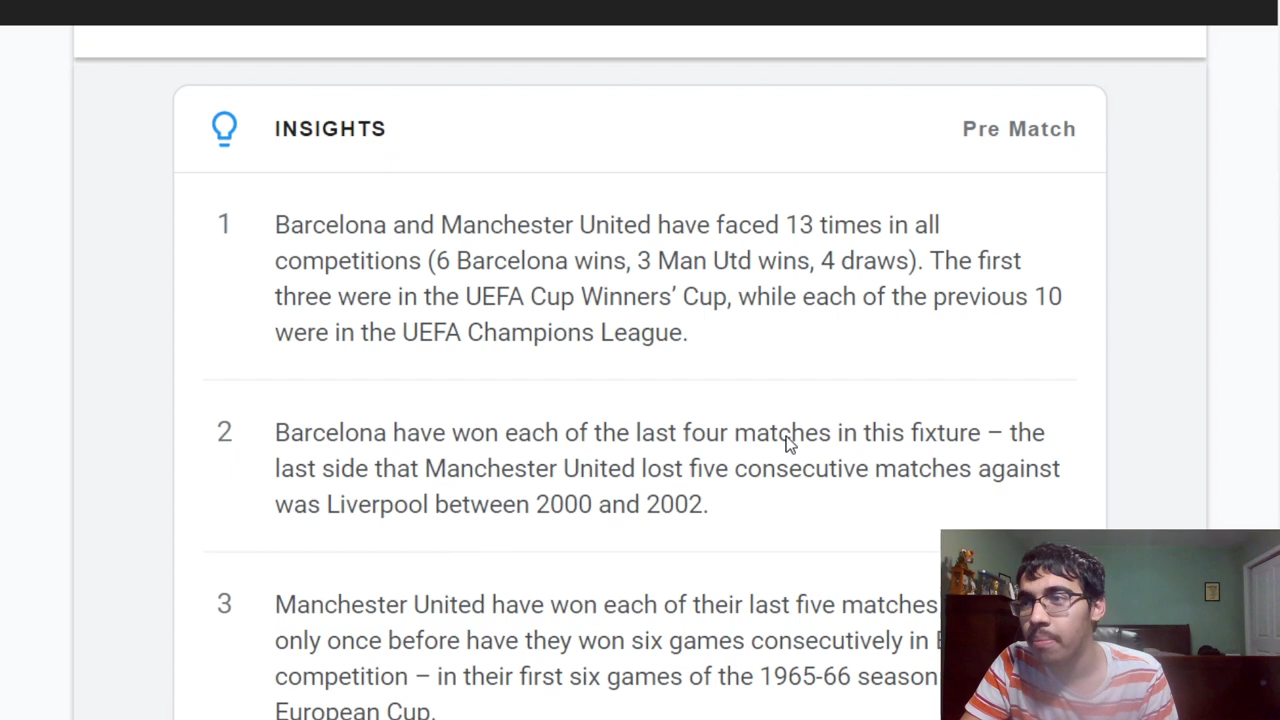 INSIGHTS
Pre Match
1
Barcelona and Manchester United have faced 13 times in all
competitions (6 Barcelona wins, 3 Man Utd wins, 4 draws). The first
three were in the UEFA Cup Winners’ Cup, while each of the previous 10
were in the UEFA Champions League.
2
Barcelona have won each of the last four matches in this fixture – the
last side that Manchester United lost five consecutive matches against
was Liverpool between 2000 and 2002.
3
Manchester United have won each of their last five matches
only once before have they won six games consecutively in
competition – in their first six games of the 1965-66 season
European Cup.